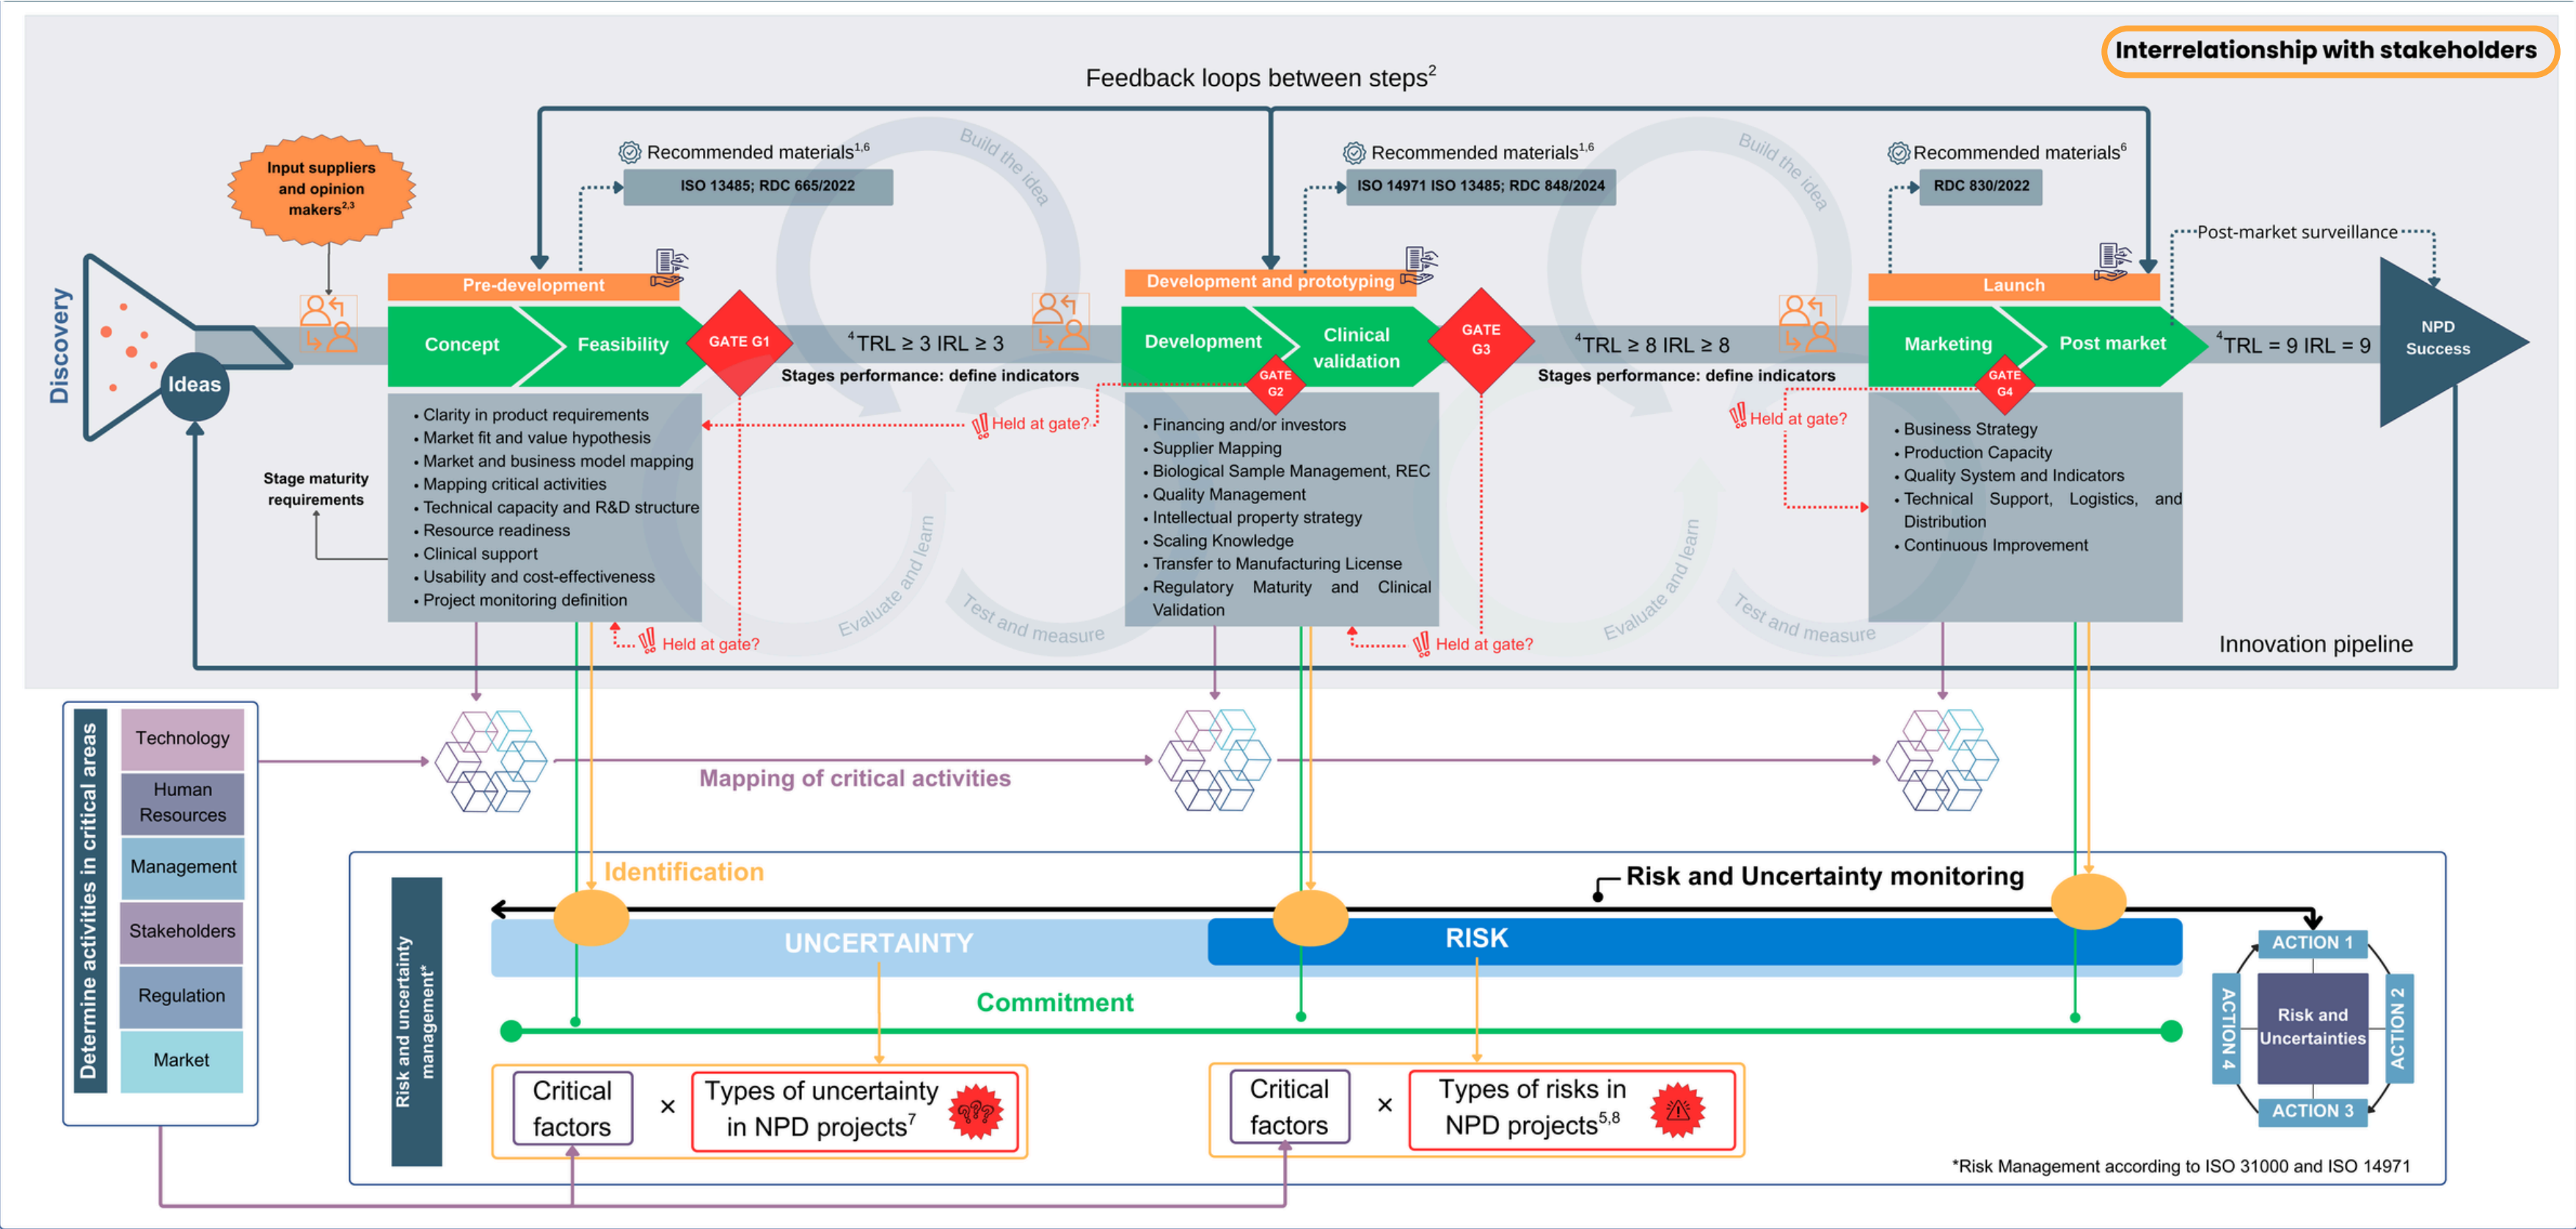 Interrelationship with stakeholders
Feedback loops between steps2
Input suppliers
and opinion
makers2,3
Recommended materials1,6
ISO 13485; RDC 665/2022
Build the idea
Recommended materials1,6
ISO 14971 ISO 13485; RDC 848/2024
Build the idea
Recommended materials6
RDC 830/2022
Post-market surveillance
Discovery
Ideas
Pre-development
Concept
Feasibility
GATE G1
4TRL ≥ 3 IRL ≥ 3
Stages performance: define indicators
Development and prototyping
Development
Clinical
validation
GATE
G2
GATE
G3
4TRL ≥ 8 IRL ≥ 8
Stages performance: define indicators
Launch
Marketing
Post market
GATE
G4
4TRL = 9 IRL = 9
NPD
Success
Stage maturity
requirements
• Clarity in product requirements
• Market fit and value hypothesis
• Market and business model mapping
• Mapping critical activities
• Technical capacity and R&D structure
• Resource readiness
• Clinical support
• Usability and cost-effectiveness
• Project monitoring definition
Held at gate?
Held at gate?
Evaluate and learn
Test and measure
• Financing and/or investors
• Supplier Mapping
• Biological Sample Management, REC
• Quality Management
• Intellectual property strategy
• Scaling Knowledge
• Transfer to Manufacturing License
• Regulatory Maturity and Clinical
Validation
Held at gate?
Held at gate?
Evaluate and learn
Test and measure
• Business Strategy
• Production Capacity
• Quality System and Indicators
• Technical Support, Logistics, and
Distribution
• Continuous Improvement
Innovation pipeline
Determine activities in critical areas
Technology
Human
Resources
Management
Stakeholders
Regulation
Market
Mapping of critical activities
Risk and uncertainty
management*
Identification
Risk and Uncertainty monitoring
UNCERTAINTY
RISK
Commitment
Critical
factors
×
Types of uncertainty
in NPD projects7
???
Critical
factors
×
Types of risks in
NPD projects5,8
ACTION 1
ACTION 2
ACTION 3
ACTION 4
Risk and
Uncertainties
*Risk Management according to ISO 31000 and ISO 14971